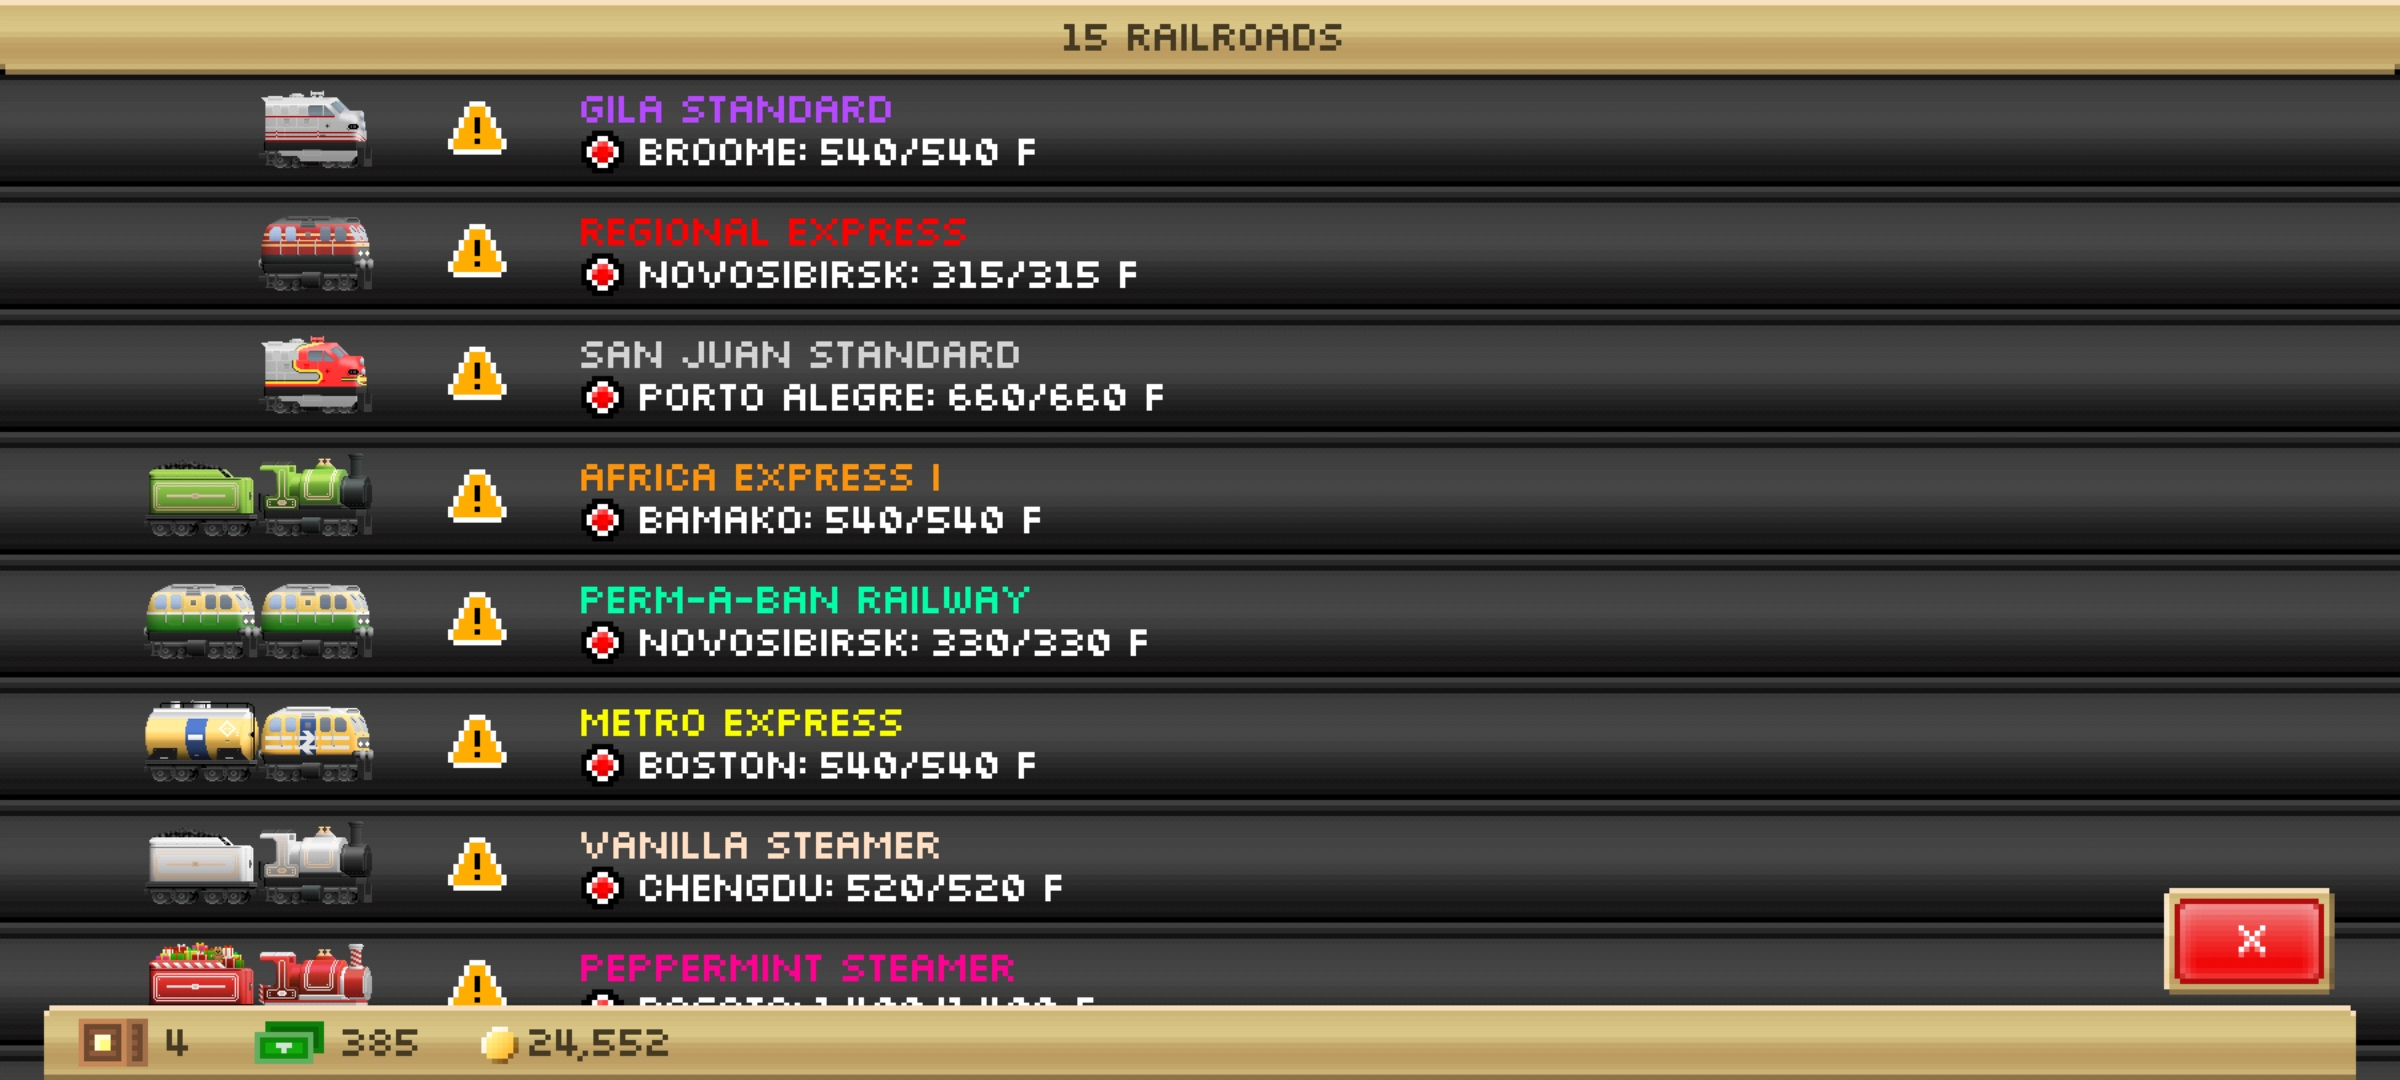 15 RAILROADS
GILA STANDARD
BROOME: 540/540 F
REGIONAL EXPRESS
NOVOSIBIRSK: 315/315 F
SAN JUAN STANDARD
PORTO ALEGRE: 660/660 F
AFRICA EXPRESS I
BAMAKO: 540/540 F
PERM-A-BAN RAILWAY
NOVOSIBIRSK: 330/330 F
METRO EXPRESS
BOSTON: 540/540 F
VANILLA STEAMER
CHENGDU: 520/520 F
PEPPERMINT STEAMER
X
4 385 24,552